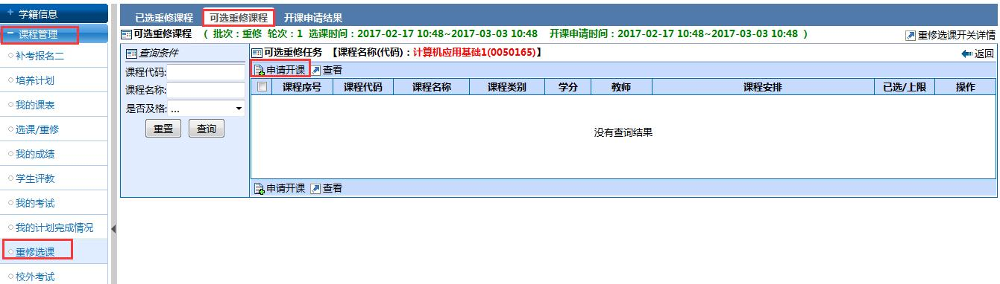 学籍信息
课程管理
补考报名二
培养计划
我的课表
选课/重修
我的成绩
学生评教
我的考试
我的计划完成情况
重修选课
校外考试
已选重修课程 可选重修课程 开课申请结果
可选重修课程 （ 批次：重修 轮次：1 选课时间：2017-02-17 10:48~2017-03-03 10:48 开课申请时间：2017-02-17 10:48~2017-03-03 10:48 ） 重修选课开关详情
查询条件
课程代码:
课程名称:
是否及格: ...
重置 查询
可选重修任务 【课程名称(代码)：计算机应用基础1(0050165)】 返回
申请开课 查看
课程序号 课程代码 课程名称 课程类别 学分 教师 课程安排 已选/上限 操作
没有查询结果
申请开课 查看